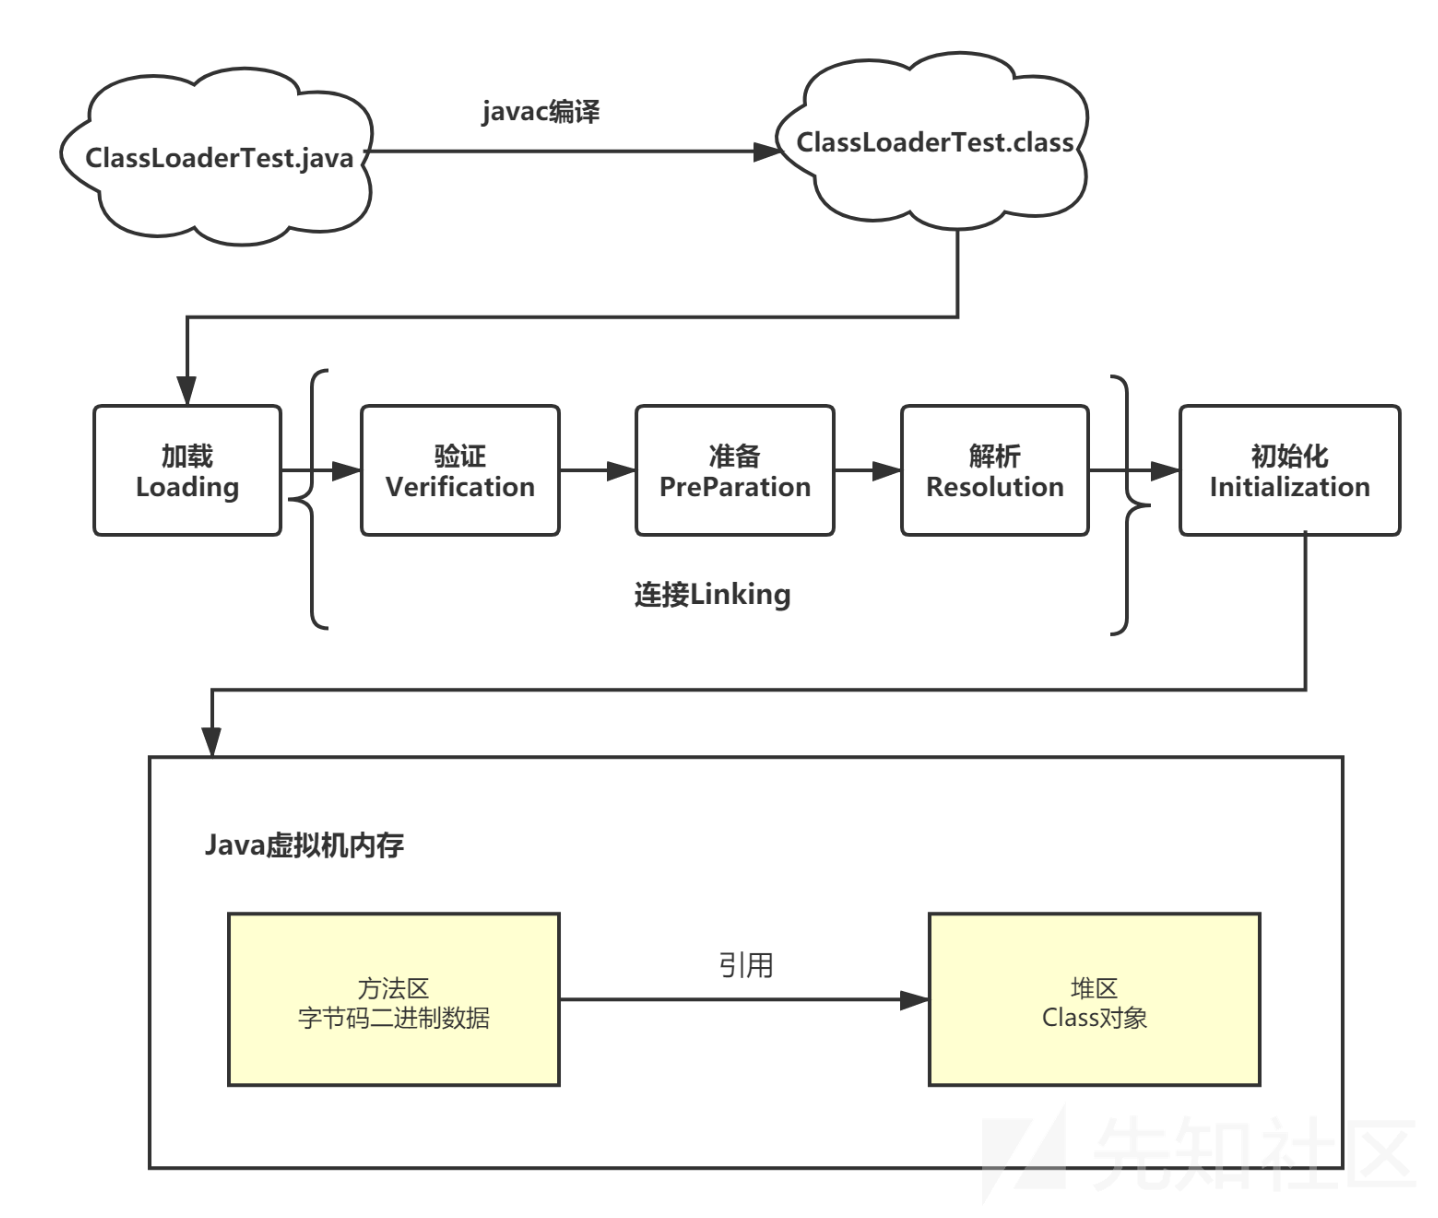 javac编译
ClassLoaderTest.java
ClassLoaderTest.class
加载
Loading
验证
Verification
准备
PreParation
解析
Resolution
初始化
Initialization
连接Linking
Java虚拟机内存
方法区
字节码二进制数据
引用
堆区
Class对象
先知社区